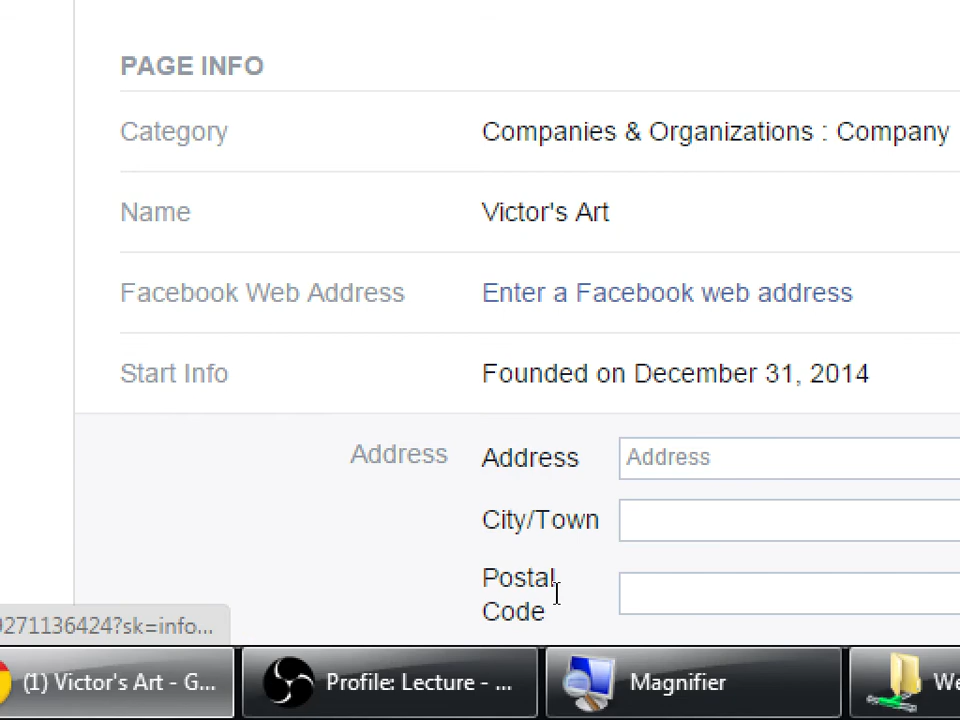 PAGE INFO
Category Companies & Organizations : Company
Name Victor's Art
Facebook Web Address Enter a Facebook web address
Start Info Founded on December 31, 2014
Address Address Address
City/Town
Postal
Code
9271136424?sk=info...
(1) Victor's Art - G... Profile: Lecture - ... Magnifier We